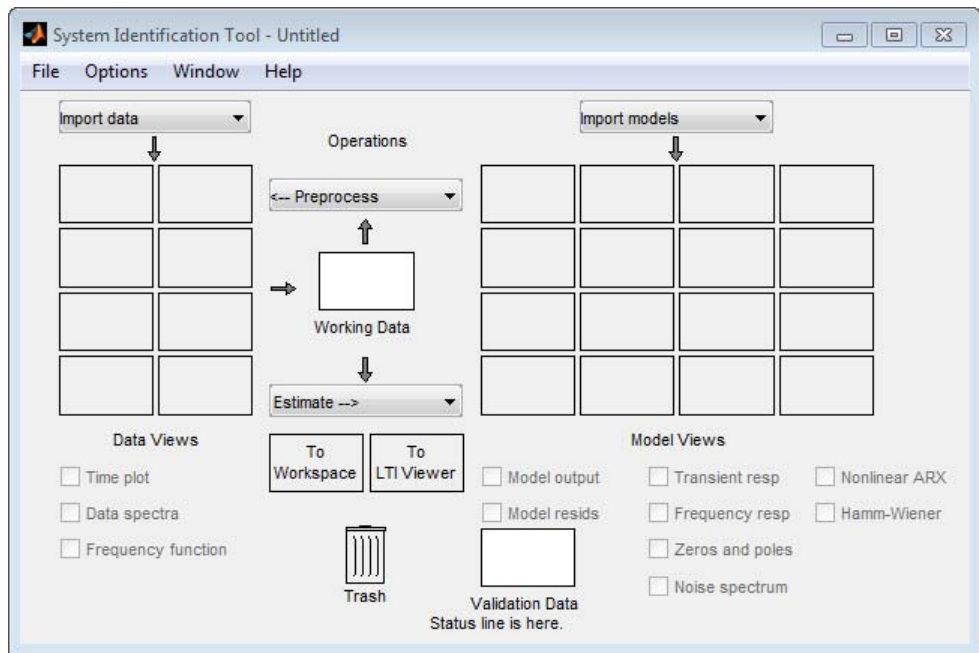 System Identification Tool - Untitled
File Options Window Help
Import data
Import models
Operations
<-- Preprocess
Working Data
Estimate -->
Data Views
Model Views
To Workspace
To LTI Viewer
Time plot
Data spectra
Frequency function
Model output
Model resids
Transient resp
Frequency resp
Zeros and poles
Noise spectrum
Nonlinear ARX
Hamm-Wiener
Trash
Validation Data
Status line is here.